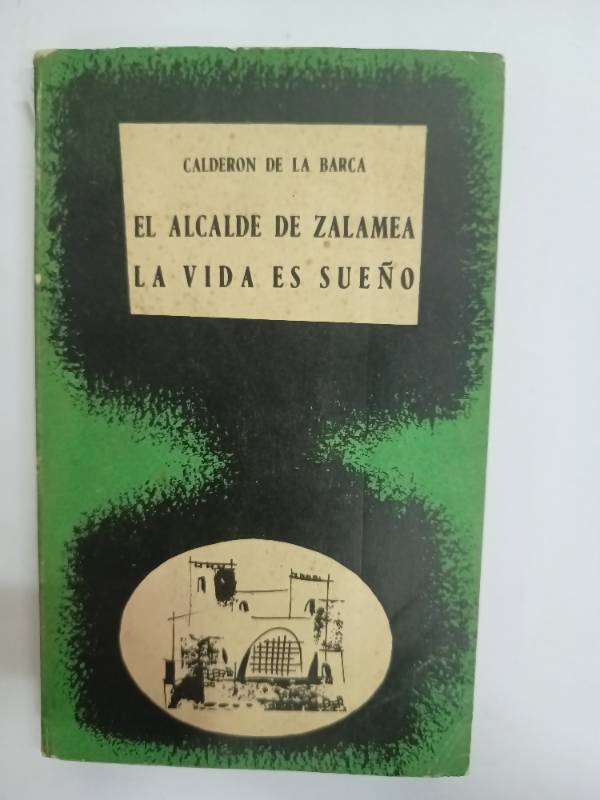 CALDERON DE LA BARCA
EL ALCALDE DE ZALAMEA
LA VIDA ES SUEÑO